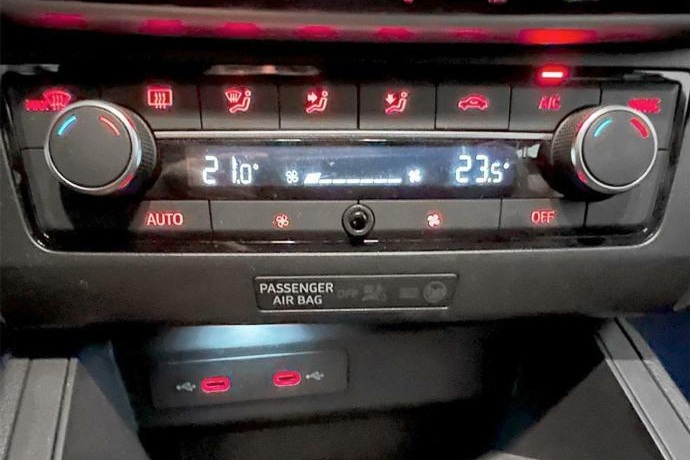 A/C
21.0°
23.5°
AUTO
OFF
PASSENGER
AIR BAG
OFF